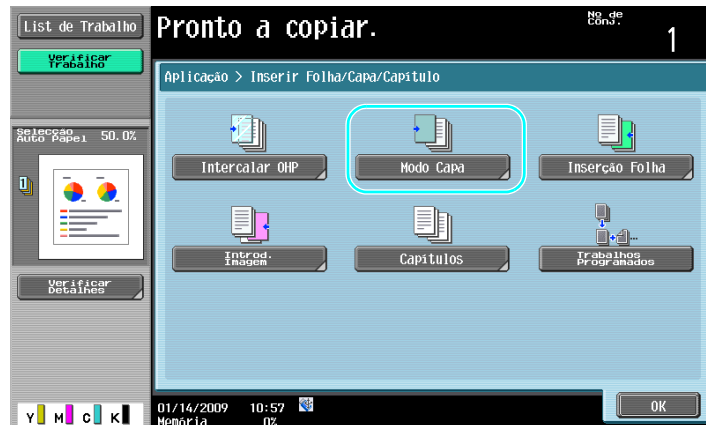 List de Trabalho
Pronto a copiar.
Nº de
Conj.
1
Verificar
Trabalho
Aplicação > Inserir Folha/Capa/Capítulo
Selecção
Auto Papel 50.0%
1
Intercalar OHP
Modo Capa
Inserção Folha
Introd.
Imagem
Capítulos
Trabalhos
Programados
Verificar
Detalhes
OK
Y M C K
01/14/2009 10:57
Memória 0%